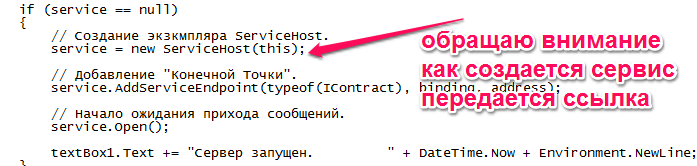 if (service == null)
{
// Создание экзкмпляра ServiceHost.
service = new ServiceHost(this);
// Добавление "Конечной Точки".
service.AddServiceEndpoint(typeof(IContract), binding, address);
// Начало ожидания прихода сообщений.
service.Open();
textBox1.Text += "Сервер запущен.        " + DateTime.Now + Environment.NewLine;
}
обращаю внимание
как создается сервис
передается ссылка